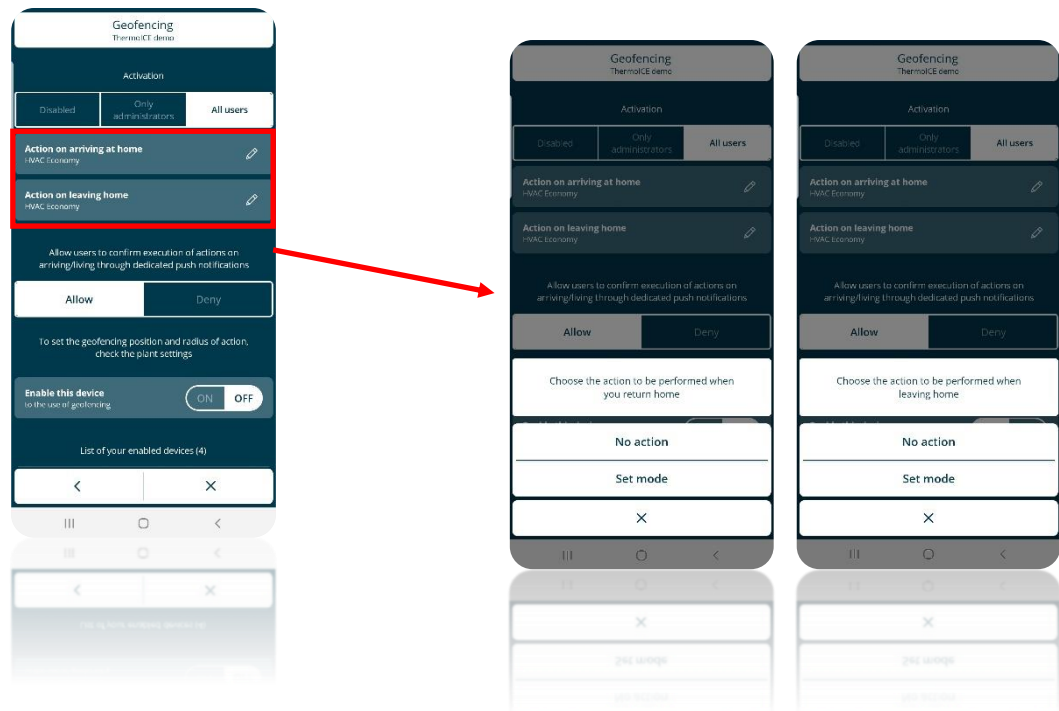 Geofencing
ThermoICE demo
Activation
Disabled
Only
administrators
All users
Action on arriving at home
HVAC Economy
Action on leaving home
HVAC Economy
Allow users to confirm execution of actions on
arriving/living through dedicated push notifications
Allow
Deny
To set the geofencing position and radius of action,
check the plant settings
Enable this device
to the use of geofencing
ON
OFF
List of your enabled devices (4)
Geofencing
ThermoICE demo
Activation
Disabled
Only
administrators
All users
Action on arriving at home
HVAC Economy
Action on leaving home
HVAC Economy
Allow users to confirm execution of actions on
arriving/living through dedicated push notifications
Allow
Deny
Choose the action to be performed when
you return home
No action
Set mode
Geofencing
ThermoICE demo
Activation
Disabled
Only
administrators
All users
Action on arriving at home
HVAC Economy
Action on leaving home
HVAC Economy
Allow users to confirm execution of actions on
arriving/living through dedicated push notifications
Allow
Deny
Choose the action to be performed when
leaving home
No action
Set mode